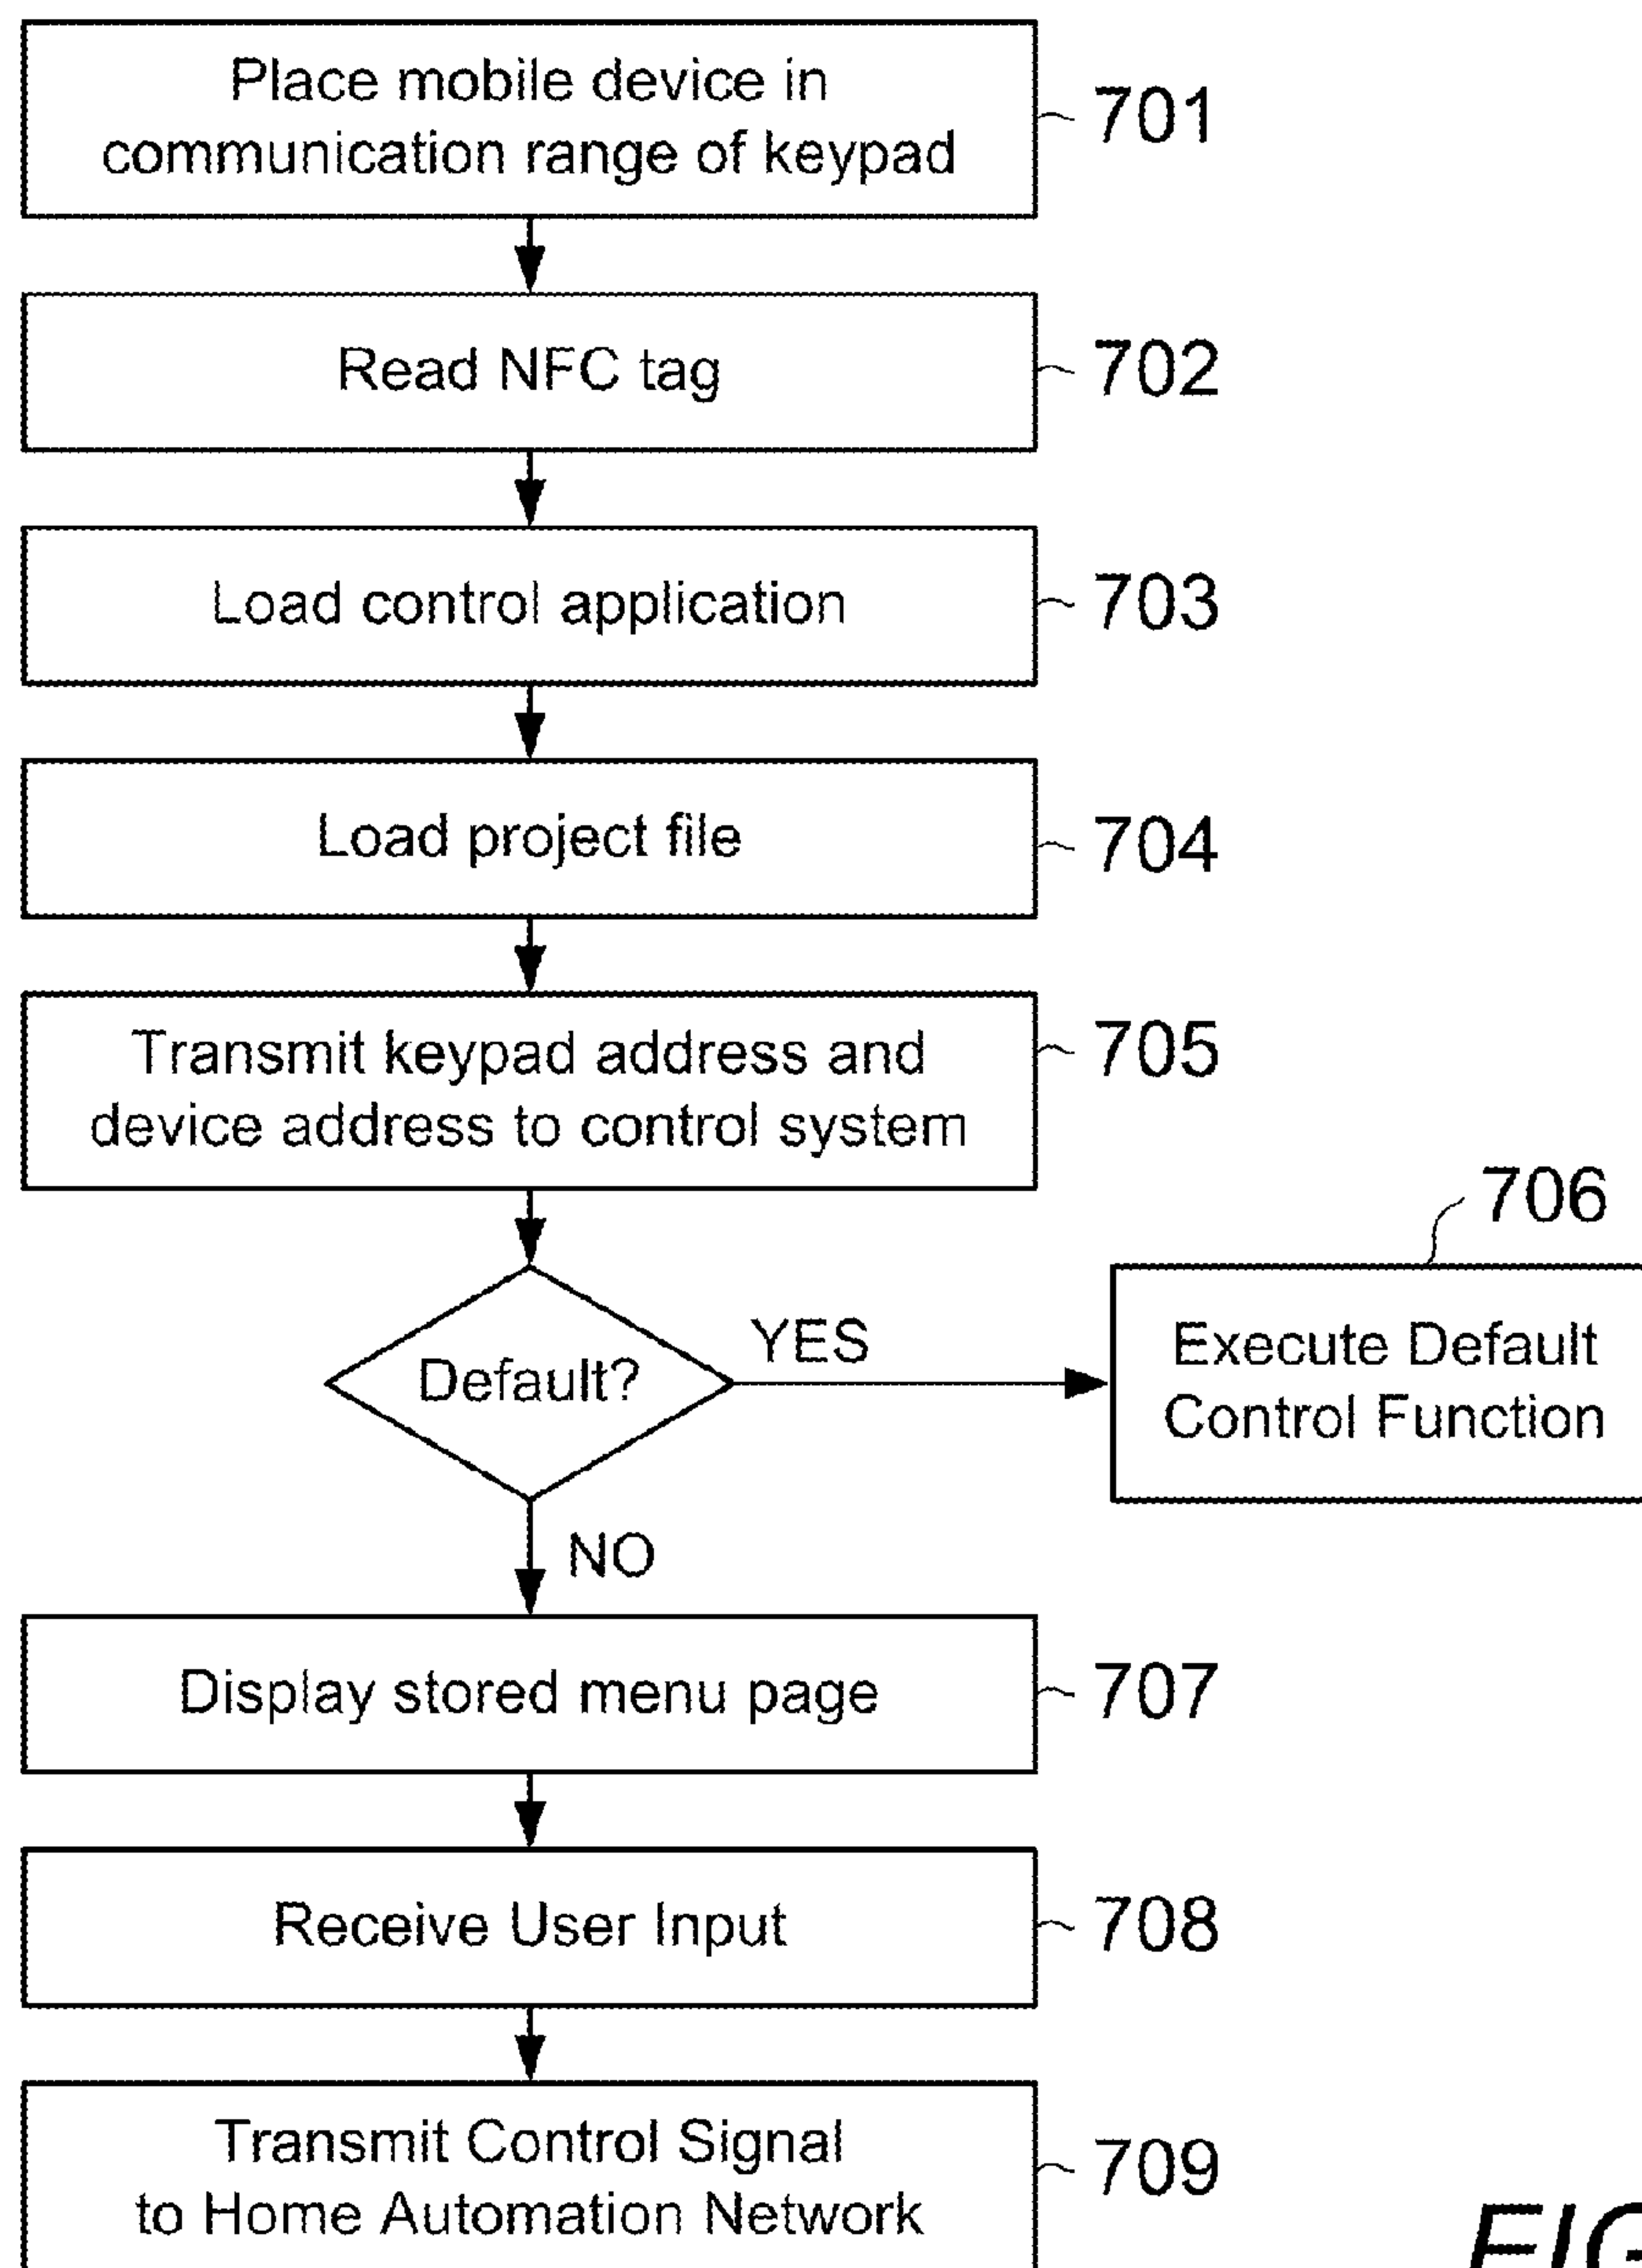 Place mobile device in
communication range of keypad
701
Read NFC tag
702
Load control application
703
Load project file
704
Transmit keypad address and
device address to control system
705
706
Default?
YES
Execute Default
Control Function
NO
Display stored menu page
707
Receive User Input
708
Transmit Control Signal
to Home Automation Network
709